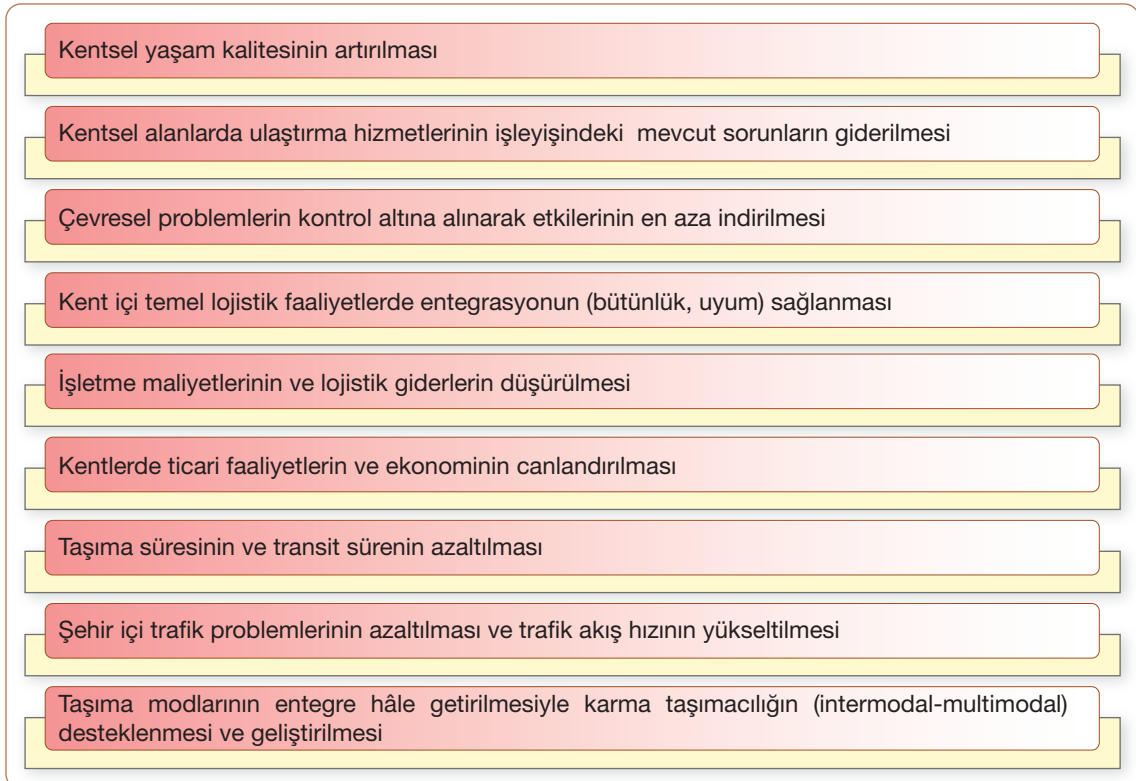 Kentsel yaşam kalitesinin artırılması
Kentsel alanlarda ulaştırma hizmetlerinin işleyişindeki mevcut sorunların giderilmesi
Çevresel problemlerin kontrol altına alınarak etkilerinin en aza indirilmesi
Kent içi temel lojistik faaliyetlerde entegrasyonun (bütünlük, uyum) sağlanması
İşletme maliyetlerinin ve lojistik giderlerin düşürülmesi
Kentlerde ticari faaliyetlerin ve ekonominin canlandırılması
Taşıma süresinin ve transit sürenin azaltılması
Şehir içi trafik problemlerinin azaltılması ve trafik akış hızının yükseltilmesi
Taşıma modlarının entegre hâle getirilmesiyle karma taşımacılığın (intermodal-multimodal)
desteklenmesi ve geliştirilmesi